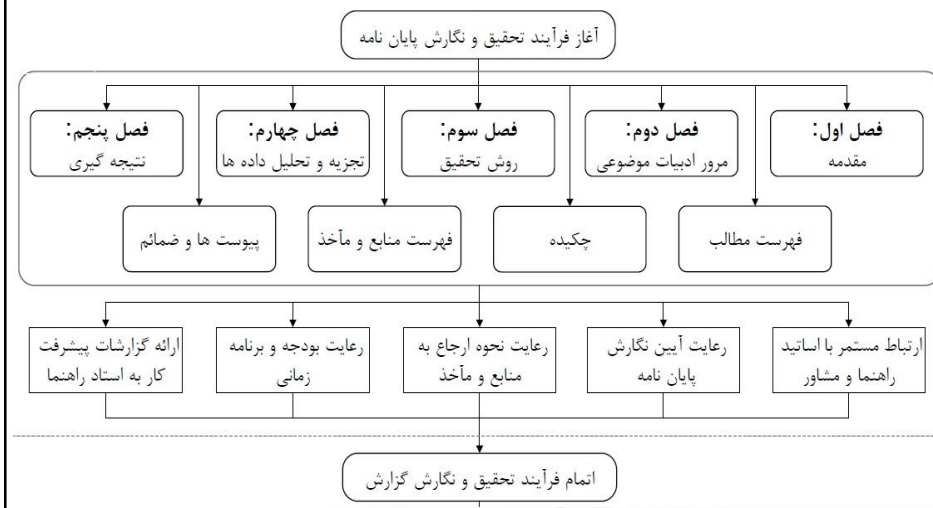 آغاز فرآیند تحقیق و نگارش پایان نامه
فصل اول:
مقدمه
فصل دوم:
مرور ادبیات موضوعی
فصل سوم:
روش تحقیق
فصل چهارم:
تجزیه و تحلیل داده ها
فصل پنجم:
نتیجه گیری
فهرست مطالب
چکیده
فهرست منابع و مآخذ
پیوست ها و ضمائم
ارتباط مستمر با اساتید
راهنما و مشاور
رعایت آیین نگارش
پایان نامه
رعایت نحوه ارجاع به
منابع و مآخذ
رعایت بودجه و برنامه
زمانی
ارائه گزارشات پیشرفت
کار به استاد راهنما
اتمام فرآیند تحقیق و نگارش گزارش